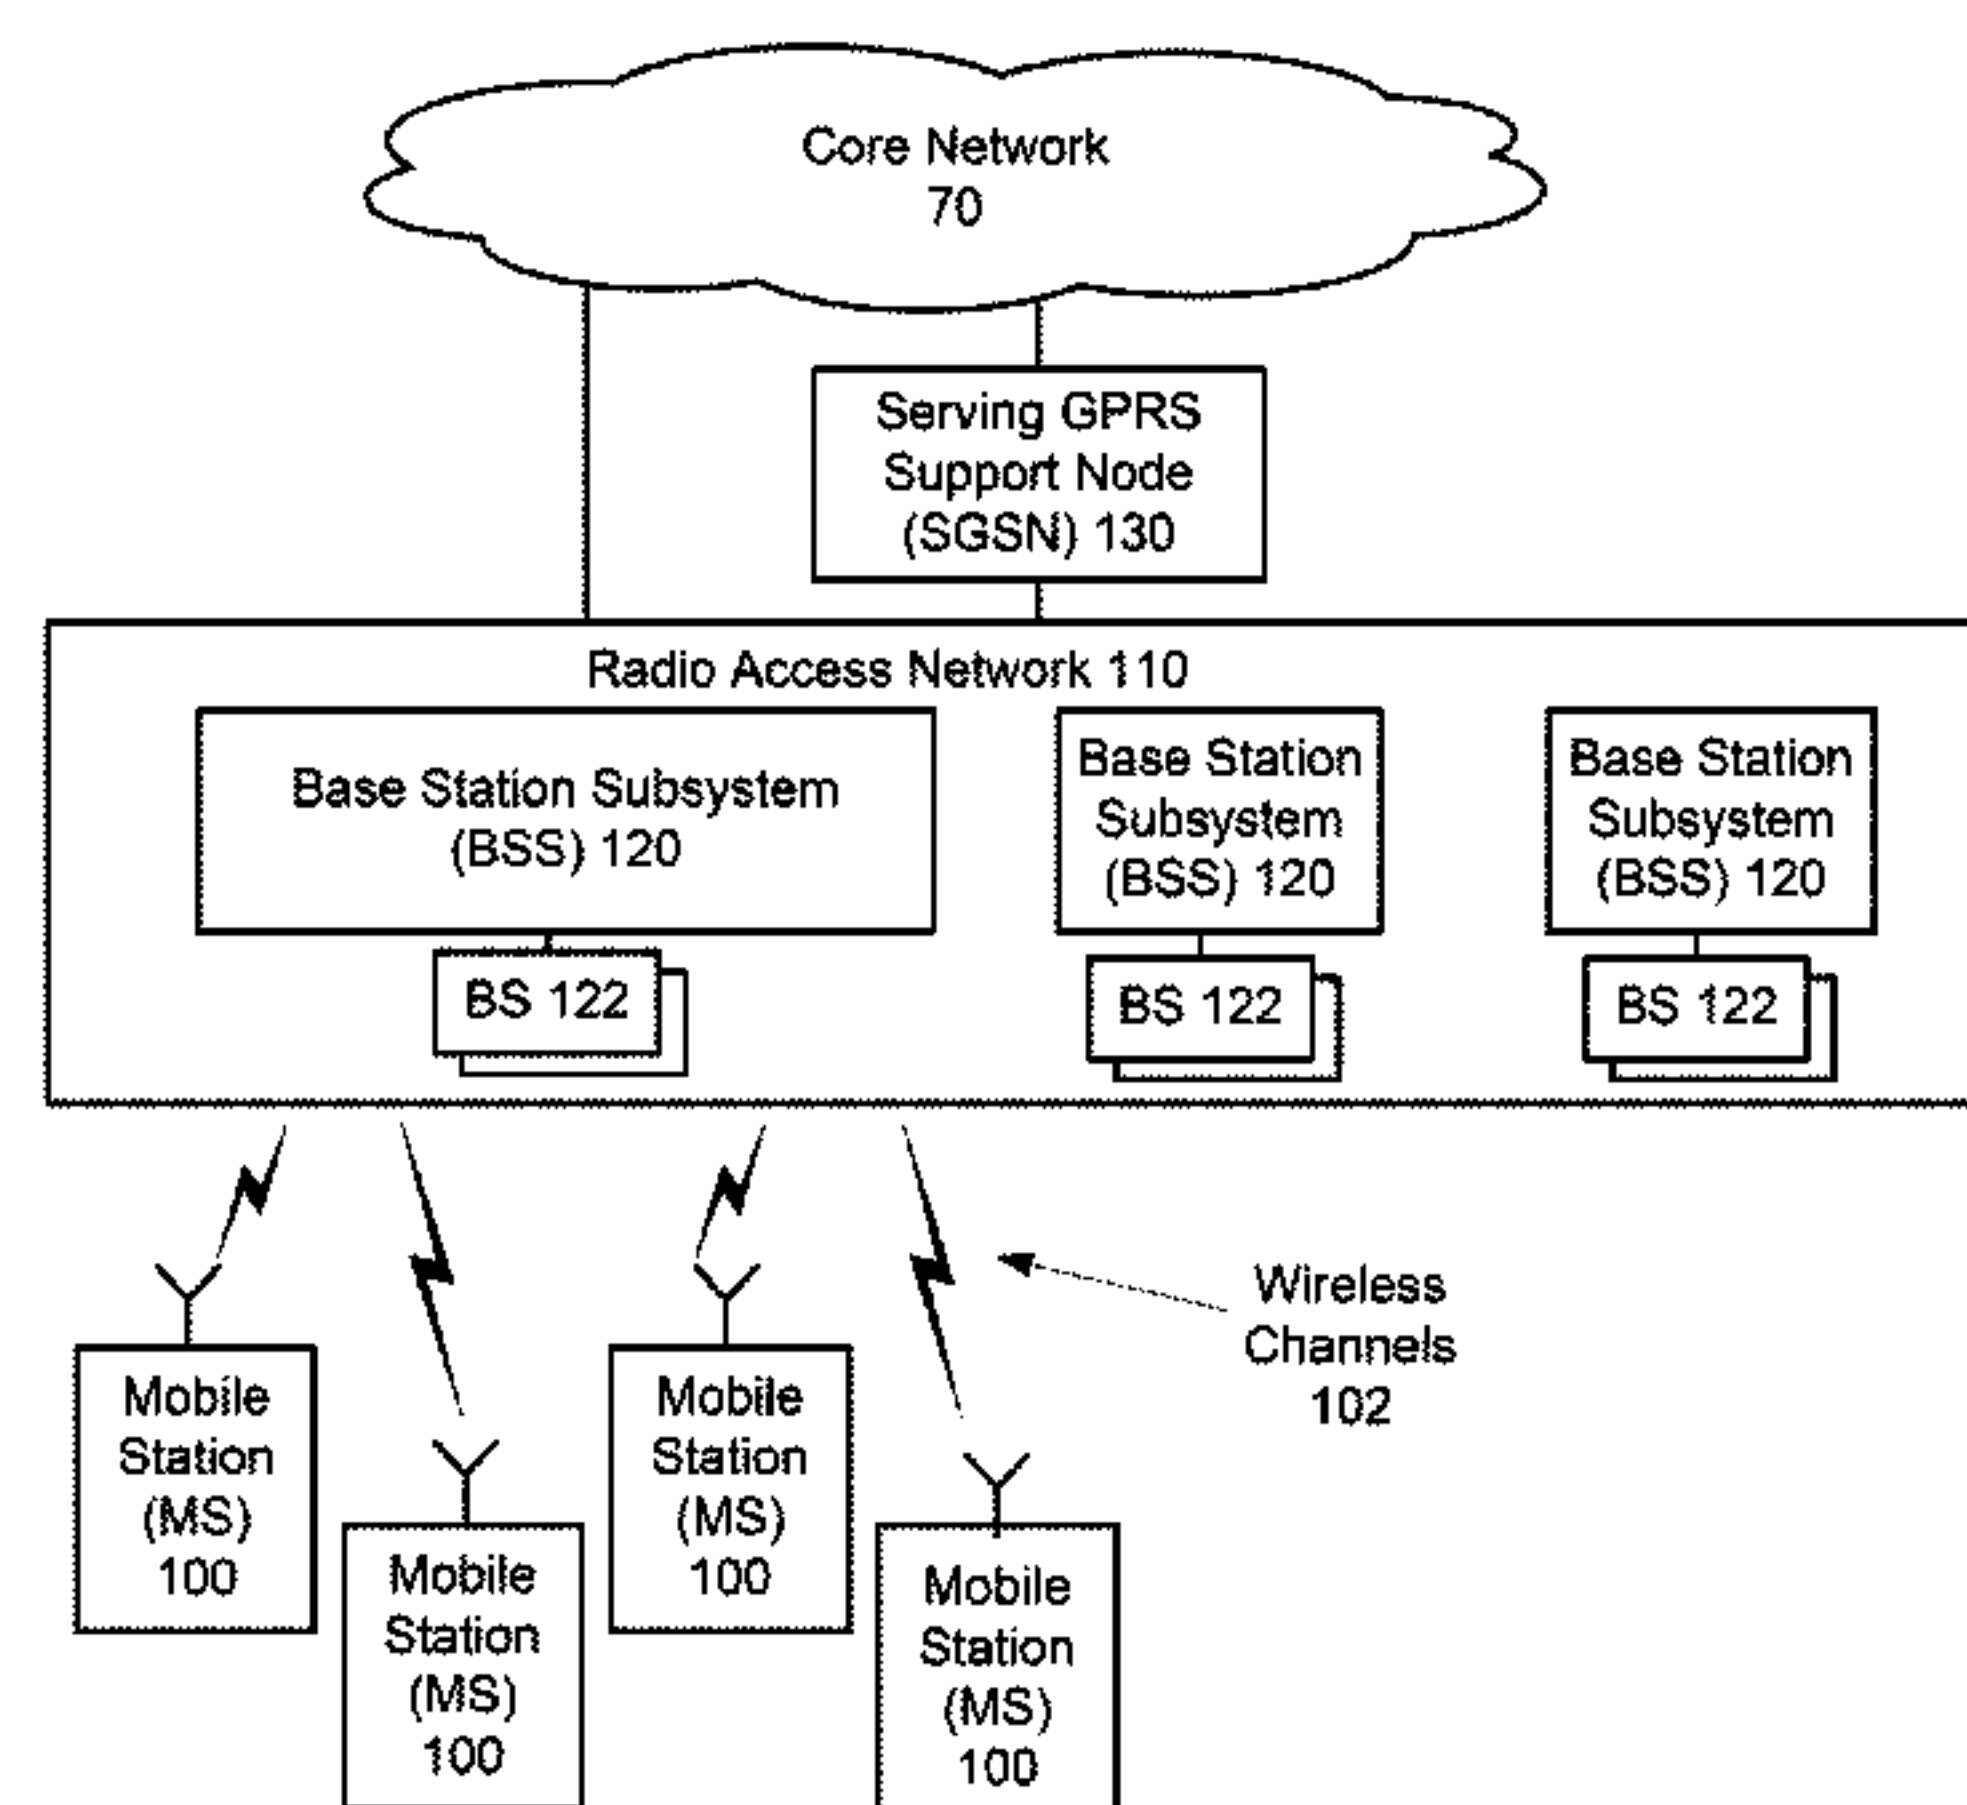 Core Network
70
Serving GPRS
Support Node
(SGSN) 130
Radio Access Network 110
Base Station Subsystem
(BSS) 120
Base Station
Subsystem
(BSS) 120
Base Station
Subsystem
(BSS) 120
BS 122
BS 122
BS 122
Wireless
Channels
102
Mobile
Station
(MS)
100
Mobile
Station
(MS)
100
Mobile
Station
(MS)
100
Mobile
Station
(MS)
100